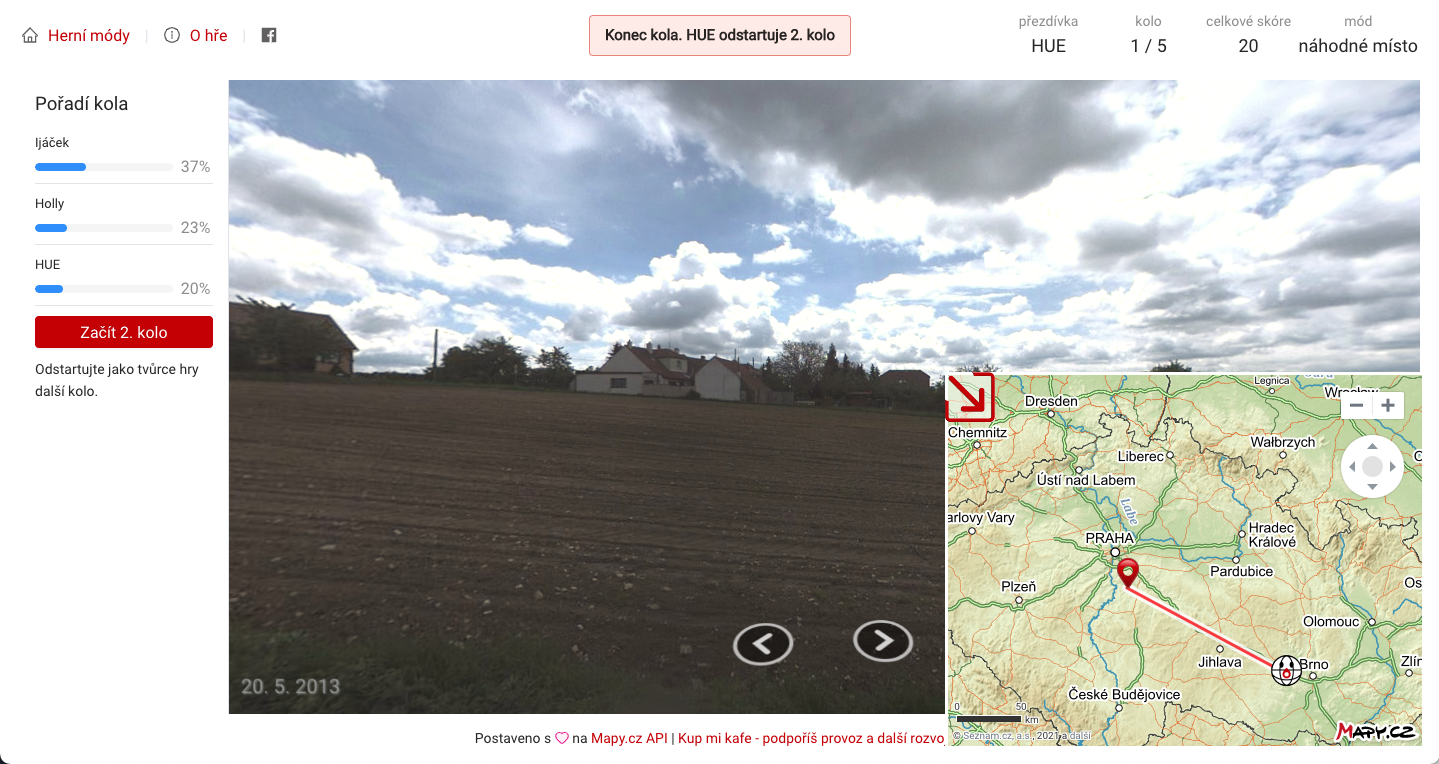 Herní módy
O hře
Konec kola. HUE odstartuje 2. kolo
přezdívka
HUE
kolo
1 / 5
celkové skóre
20
mód
náhodné místo
Pořadí kola
Ijáček
37%
Holly
23%
HUE
20%
Začít 2. kolo
Odstartujte jako tvůrce hry
další kolo.
20. 5. 2013
Legnica
Dresden
Chemnitz
Liberec
Wałbrzych
Ústí nad Labem
Labe
arlovy Vary
PRAHA
Hradec
Králové
Pardubice
Plzeň
Os
Olomouc
Jihlava
Brno
Zlín
České Budějovice
0
50
km
© Seznam.cz, a.s., 2021 a další
Mapy.cz
Postaveno s na Mapy.cz API | Kup mi kafe - podpoříš provoz a další rozvo